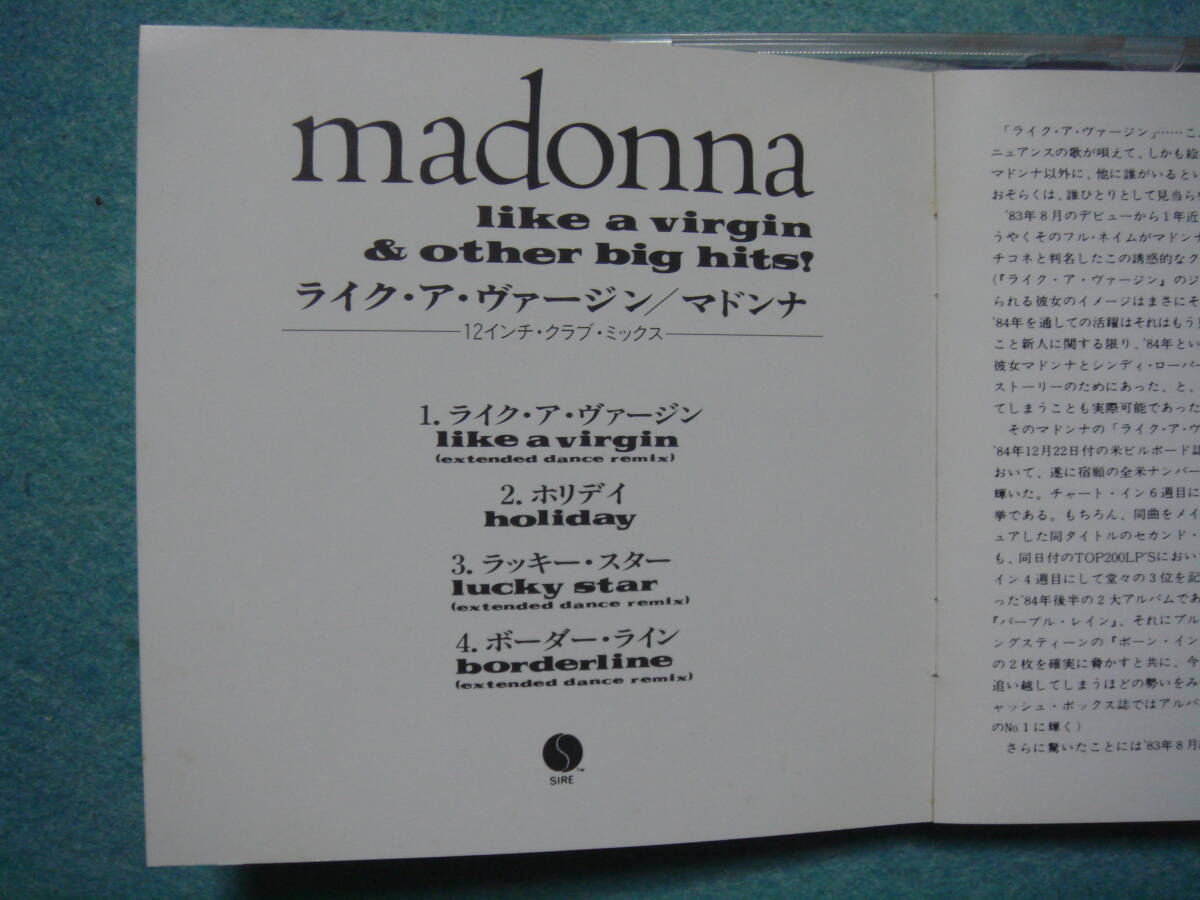 madonna
like a virgin
& other big hits!
ライク・ア・ヴァージン／マドンナ
12インチ・クラブ・ミックス
1. ライク・ア・ヴァージン
like a virgin
(extended dance remix)
2. ホリデイ
holiday
3. ラッキー・スター
lucky star
(extended dance remix)
4. ボーダー・ライン
borderline
(extended dance remix)
SIRE
TM
「ライク・ア・ヴァージン」……こ
ニュアンスの歌が唄えて、しかも絵
マドンナ以外に、他に誰がいるとい
おそらくは、誰ひとりとして見当ら
'83年8月のデビューから1年近
うやくそのフル・ネイムがマドンナ
チコネと判名したこの誘惑的なク
(『ライク・ア・ヴァージン』のジ
られる彼女のイメージはまさにそ
'84年を通しての活躍はそれはもう
こと新人に関する限り、'84年とい
彼女マドンナとシンディ・ローパー
ストーリーのためにあった、と、
てしまうことも実際可能であった
そのマドンナの「ライク・ア・ヴ
'84年12月22日付の米ビルボード誌
おいて、遂に宿願の全米ナンバー
輝いた。チャート・イン6週目に
挙である。もちろん、同曲をメイ
ュアした同タイトルのセカンド・
も、同日付のTOP200LP'Sにおい
イン4週目にして堂々の3位を記
った'84年後半の2大アルバムであ
『パープル・レイン』、それにブル
ングスティーンの『ボーン・イン
の2枚を確実に脅かすと共に、今
追い越してしまうほどの勢いをみ
ャッシュ・ボックス誌ではアルバ
のNo.1に輝く)
さらに驚いたことには'83年8月